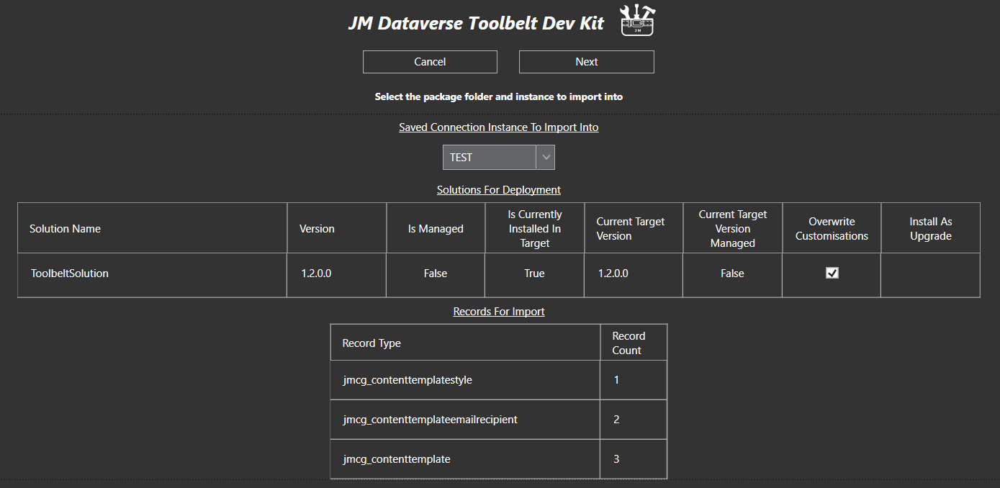 JM Dataverse Toolbelt Dev Kit
JM
Cancel Next
Select the package folder and instance to import into
Saved Connection Instance To Import Into
TEST
Solutions For Deployment
Solution Name Version Is Managed Is Currently Installed In Target Current Target Version Current Target Version Managed Overwrite Customisations Install As Upgrade
ToolbeltSolution 1.2.0.0 False True 1.2.0.0 False
Records For Import
Record Type Record Count
jmcg_contenttemplatestyle 1
jmcg_contenttemplateemailrecipient 2
jmcg_contenttemplate 3